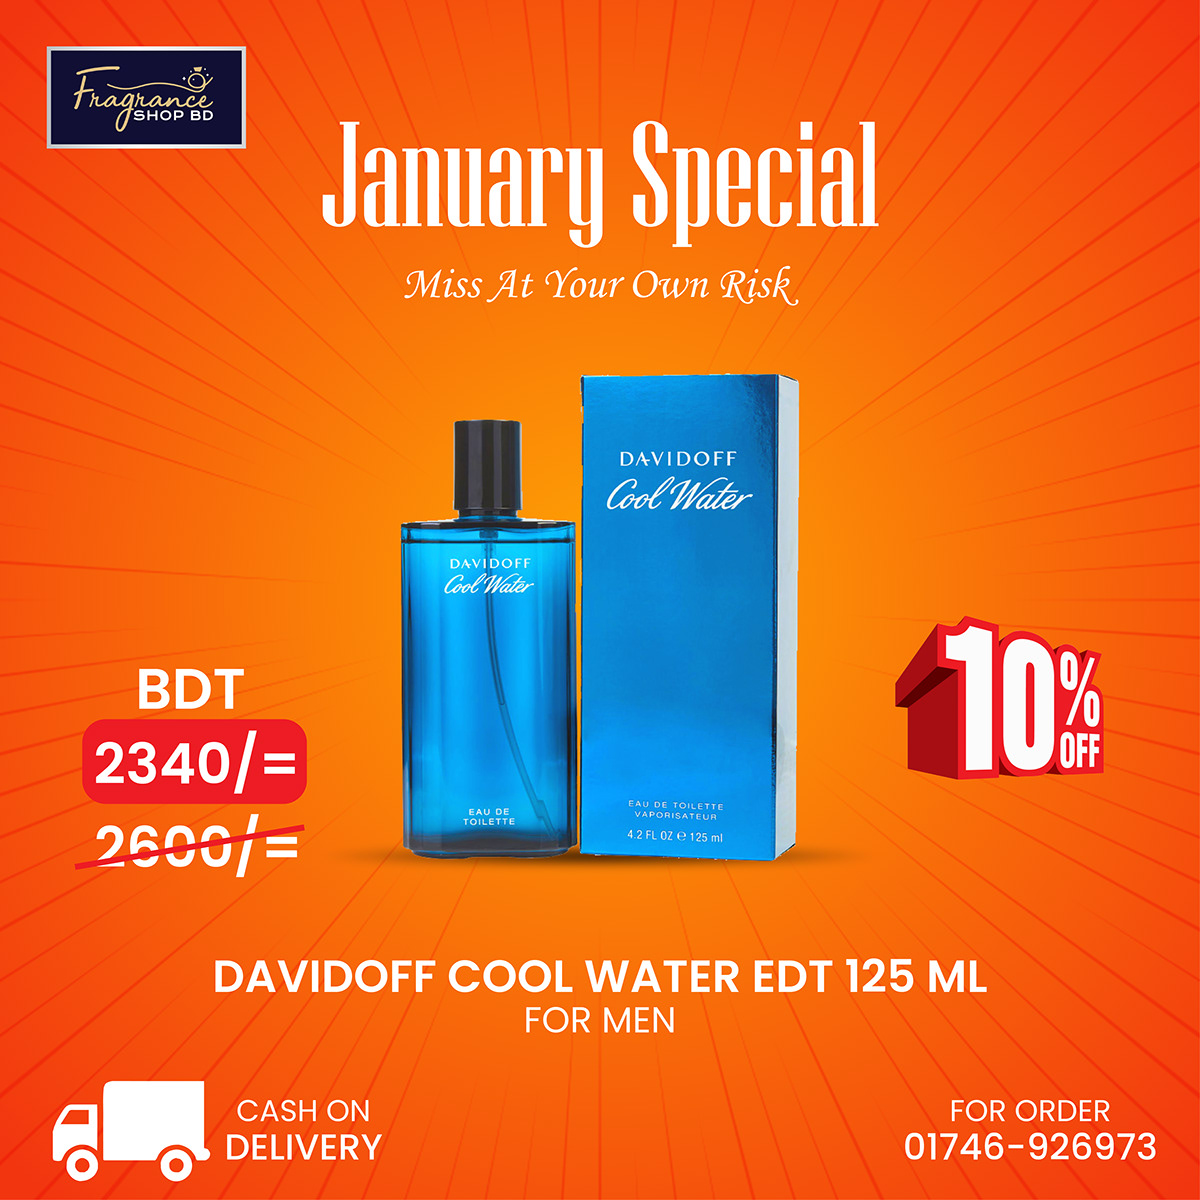 Fragrance
SHOP BD
January Special
Miss At Your Own Risk
DAVIDOFF
Cool Water
DAVIDOFF
Cool Water
EAU DE
TOILETTE
EAU DE TOILETTE
VAPORISATEUR
4.2 FL OZ ℮ 125 ml
BDT
2340/=
2600/=
10%
OFF
DAVIDOFF COOL WATER EDT 125 ML
FOR MEN
CASH ON
DELIVERY
FOR ORDER
01746-926973